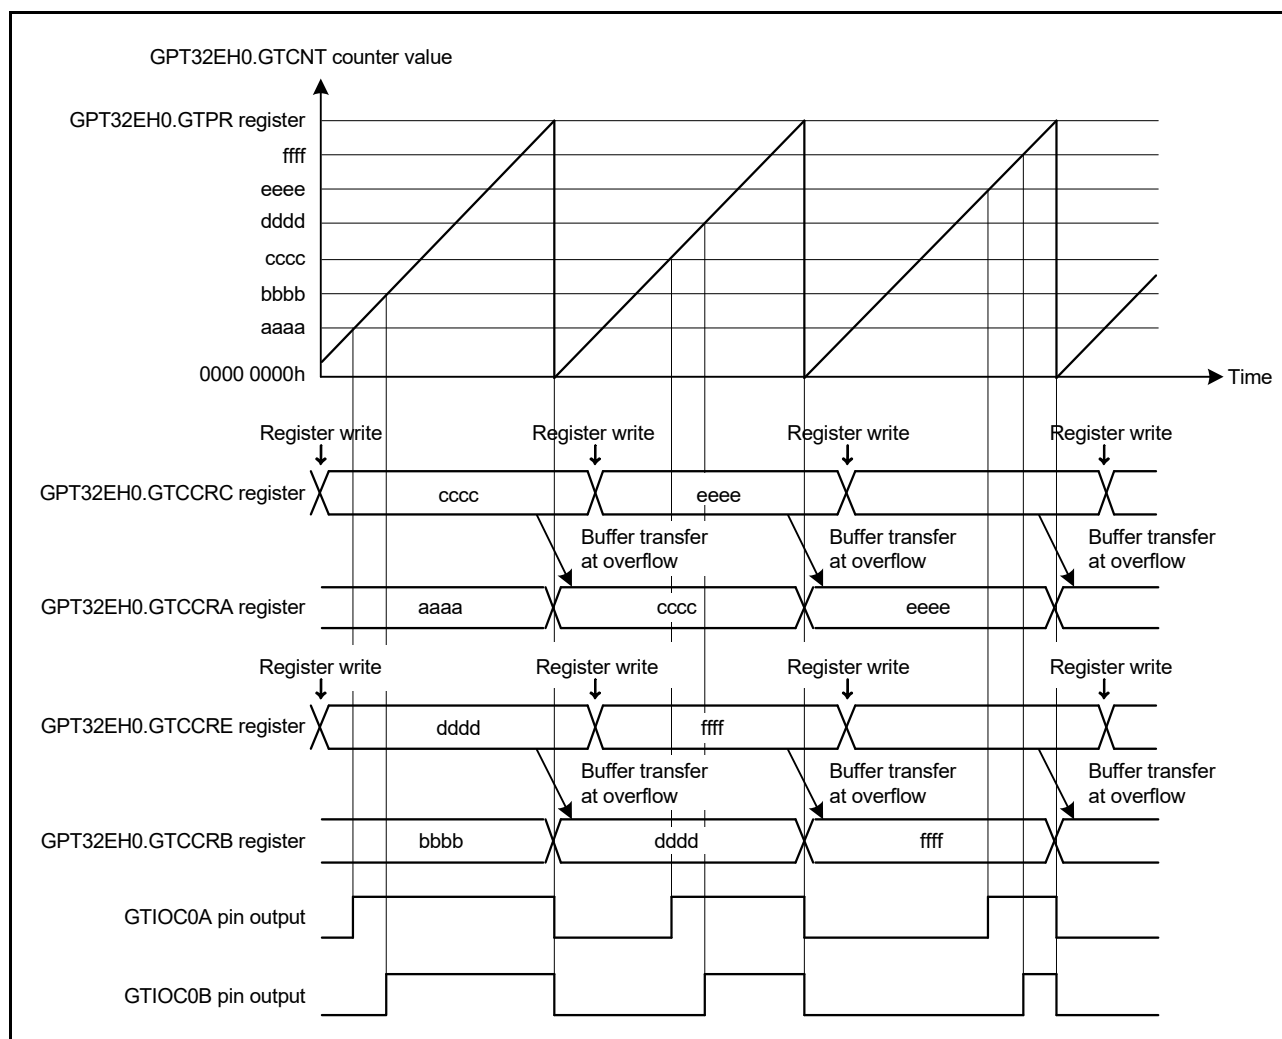 GPT32EH0.GTCNT counter value
GPT32EH0.GTPR register
ffff
eeee
dddd
cccc
bbbb
aaaa
0000 0000h
Time
Register write Register write Register write Register write
GPT32EH0.GTCCRC register cccc eeee
Buffer transfer Buffer transfer Buffer transfer
at overflow at overflow at overflow
GPT32EH0.GTCCRA register aaaa cccc eeee
Register write Register write Register write Register write
GPT32EH0.GTCCRE register dddd ffff
Buffer transfer Buffer transfer Buffer transfer
at overflow at overflow at overflow
GPT32EH0.GTCCRB register bbbb dddd ffff
GTIOC0A pin output
GTIOC0B pin output